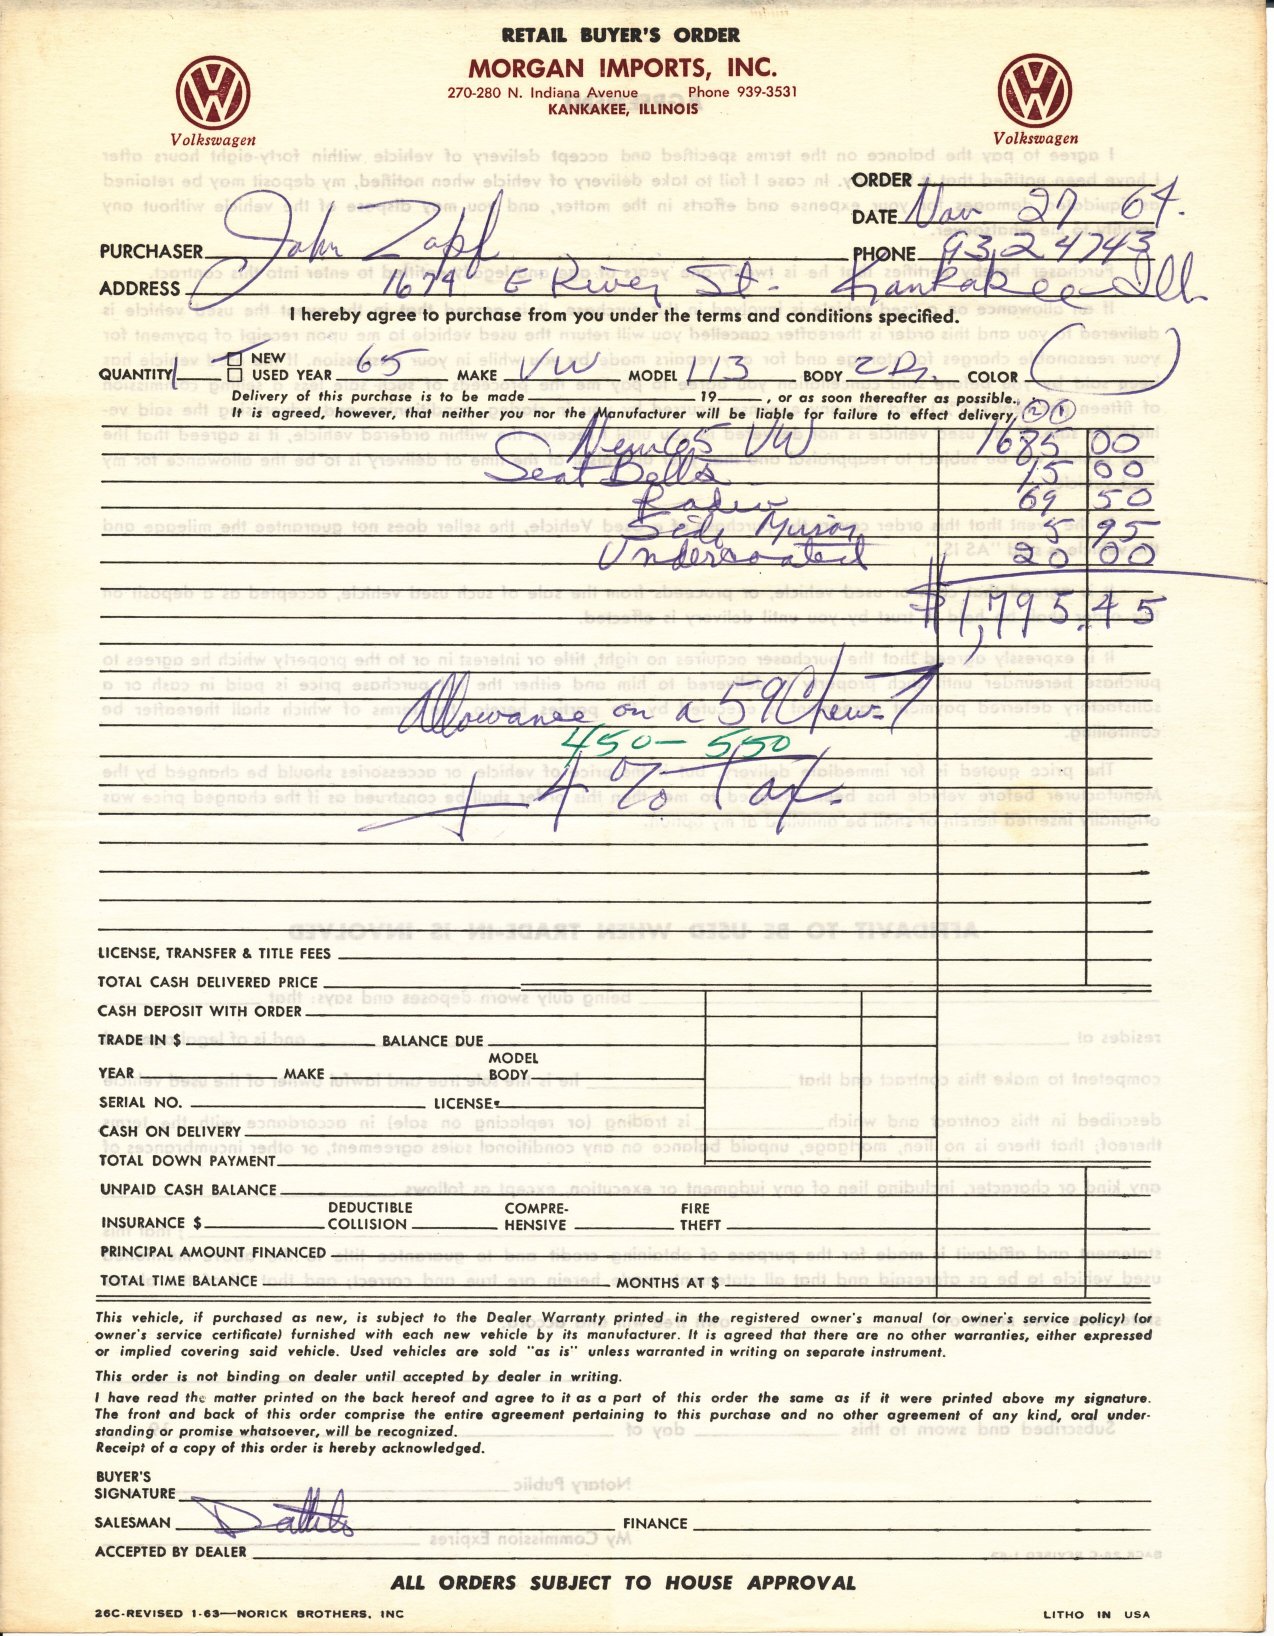 RETAIL BUYER'S ORDER
MORGAN IMPORTS, INC.
270-280 N. Indiana Avenue Phone 939-3531
KANKAKEE, ILLINOIS
Volkswagen
Volkswagen
ORDER
DATE Nov 27 64.
PURCHASER John Zapf PHONE 932 4743
ADDRESS 1674 E River St. Kankakee Ill.
I hereby agree to purchase from you under the terms and conditions specified.
QUANTITY 1 NEW
USED YEAR 65 MAKE VW MODEL 113 BODY 2D. COLOR
Delivery of this purchase is to be made 19 , or as soon thereafter as possible.
It is agreed, however, that neither you nor the Manufacturer will be liable for failure to effect delivery. 2 1
New 65 VW 1685 00
Seat Belts 15 00
Radio 69 50
Side Mirror 5 95
Undercoated 20 00
$1,795.45
Allowance on a 59 Chev-?
450-550
+ 4% Tax.
LICENSE, TRANSFER & TITLE FEES
TOTAL CASH DELIVERED PRICE
CASH DEPOSIT WITH ORDER
TRADE IN $ BALANCE DUE
YEAR MAKE MODEL BODY
SERIAL NO. LICENSE
CASH ON DELIVERY
TOTAL DOWN PAYMENT
UNPAID CASH BALANCE
INSURANCE $ DEDUCTIBLE COLLISION COMPRE-HENSIVE FIRE THEFT
PRINCIPAL AMOUNT FINANCED
TOTAL TIME BALANCE MONTHS AT $
This vehicle, if purchased as new, is subject to the Dealer Warranty printed in the registered owner's manual (or owner's service policy) (or
owner's service certificate) furnished with each new vehicle by its manufacturer. It is agreed that there are no other warranties, either expressed
or implied covering said vehicle. Used vehicles are sold "as is" unless warranted in writing on separate instrument.
This order is not binding on dealer until accepted by dealer in writing.
I have read the matter printed on the back hereof and agree to it as a part of this order the same as if it were printed above my signature.
The front and back of this order comprise the entire agreement pertaining to this purchase and no other agreement of any kind, oral under-
standing or promise whatsoever, will be recognized.
Receipt of a copy of this order is hereby acknowledged.
BUYER'S
SIGNATURE
SALESMAN FINANCE
ACCEPTED BY DEALER
ALL ORDERS SUBJECT TO HOUSE APPROVAL
26C-REVISED 1-63—NORICK BROTHERS, INC LITHO IN USA